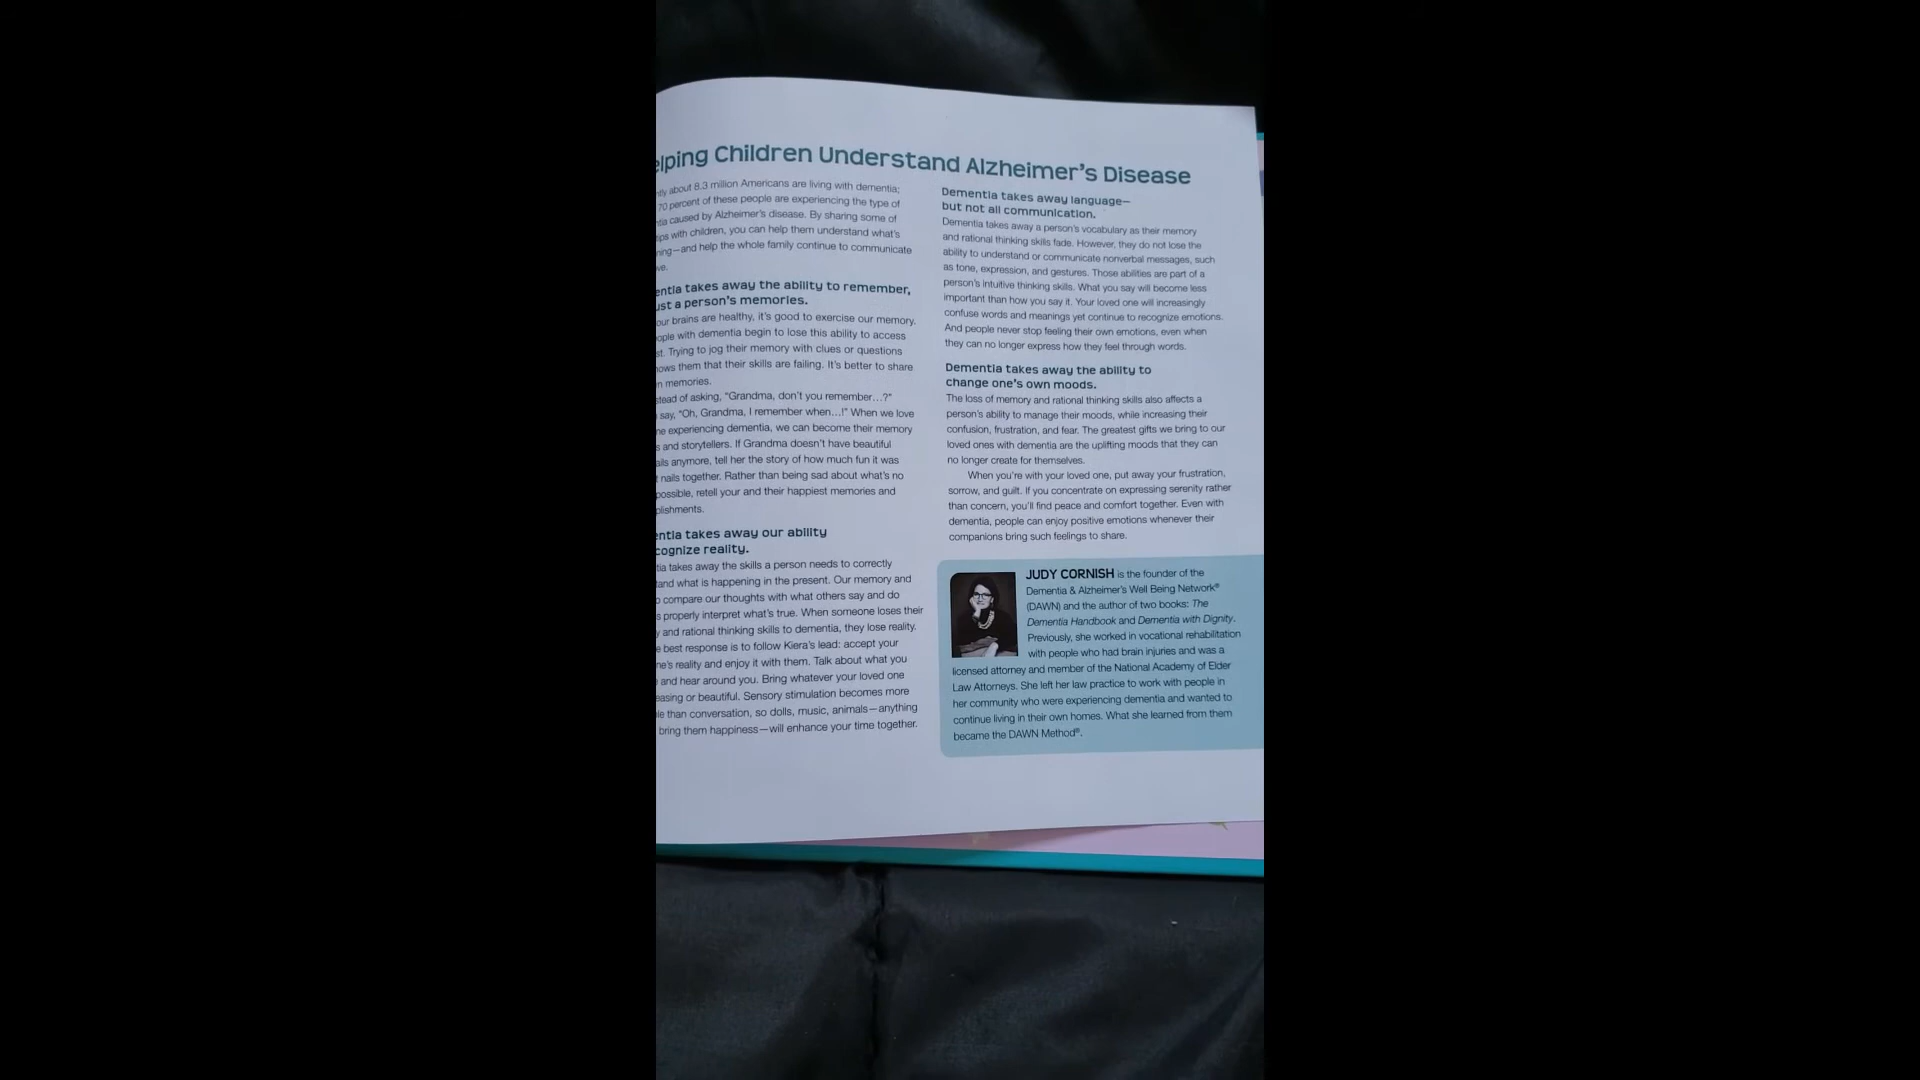 elping Children Understand Alzheimer's Disease
tly about 8.3 million Americans are living with dementia;
70 percent of these people are experiencing the type of
tia caused by Alzheimer's disease. By sharing some of
tips with children, you can help them understand what's
ning—and help the whole family continue to communicate
ve.
entia takes away the ability to remember,
ust a person's memories.
our brains are healthy, it's good to exercise our memory.
ople with dementia begin to lose this ability to access
st. Trying to jog their memory with clues or questions
hows them that their skills are failing. It's better to share
n memories.
stead of asking, "Grandma, don't you remember...?"
say, "Oh, Grandma, I remember when...!" When we love
ne experiencing dementia, we can become their memory
s and storytellers. If Grandma doesn't have beautiful
ails anymore, tell her the story of how much fun it was
t nails together. Rather than being sad about what's no
possible, retell your and their happiest memories and
plishments.
entia takes away our ability
cognize reality.
tia takes away the skills a person needs to correctly
and what is happening in the present. Our memory and
o compare our thoughts with what others say and do
s properly interpret what's true. When someone loses their
y and rational thinking skills to dementia, they lose reality.
e best response is to follow Kiera's lead: accept your
ne's reality and enjoy it with them. Talk about what you
and hear around you. Bring whatever your loved one
easing or beautiful. Sensory stimulation becomes more
le than conversation, so dolls, music, animals—anything
bring them happiness—will enhance your time together.
Dementia takes away language—
but not all communication.
Dementia takes away a person's vocabulary as their memory
and rational thinking skills fade. However, they do not lose the
ability to understand or communicate nonverbal messages, such
as tone, expression, and gestures. Those abilities are part of a
person's intuitive thinking skills. What you say will become less
important than how you say it. Your loved one will increasingly
confuse words and meanings yet continue to recognize emotions.
And people never stop feeling their own emotions, even when
they can no longer express how they feel through words.
Dementia takes away the ability to
change one's own moods.
The loss of memory and rational thinking skills also affects a
person's ability to manage their moods, while increasing their
confusion, frustration, and fear. The greatest gifts we bring to our
loved ones with dementia are the uplifting moods that they can
no longer create for themselves.
When you're with your loved one, put away your frustration,
sorrow, and guilt. If you concentrate on expressing serenity rather
than concern, you'll find peace and comfort together. Even with
dementia, people can enjoy positive emotions whenever their
companions bring such feelings to share.
JUDY CORNISH is the founder of the
Dementia & Alzheimer's Well Being Network®
(DAWN) and the author of two books: The
Dementia Handbook and Dementia with Dignity.
Previously, she worked in vocational rehabilitation
with people who had brain injuries and was a
licensed attorney and member of the National Academy of Elder
Law Attorneys. She left her law practice to work with people in
her community who were experiencing dementia and wanted to
continue living in their own homes. What she learned from them
became the DAWN Method®.